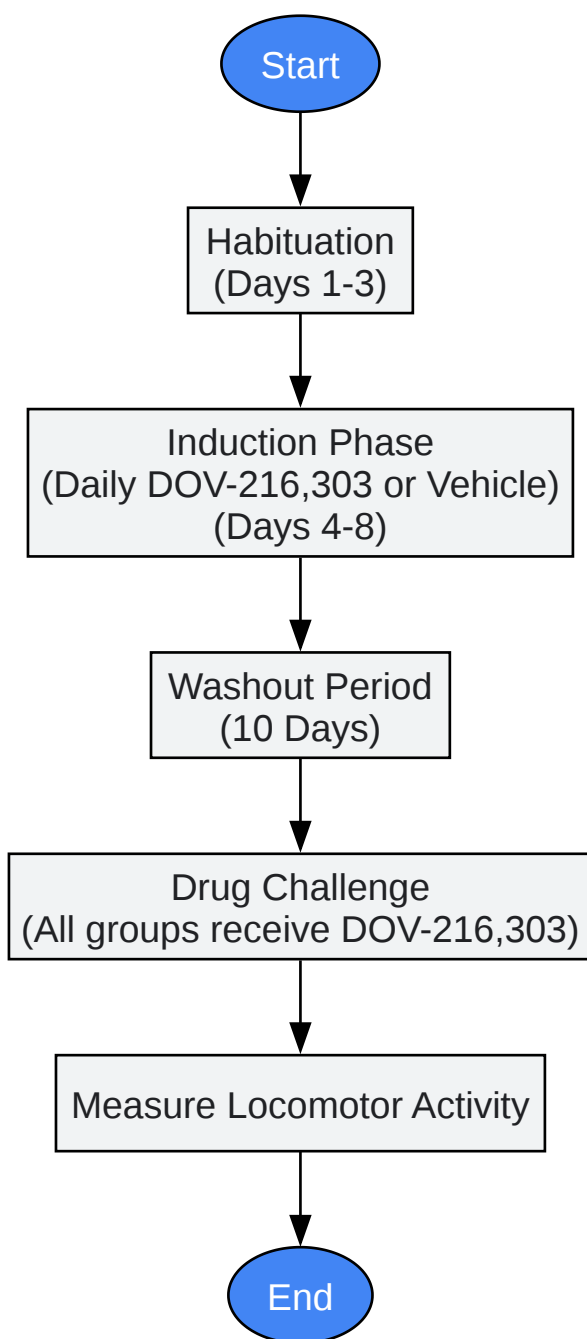 Start
Habituation
(Days 1-3)
Induction Phase
(Daily DOV-216,303 or Vehicle)
(Days 4-8)
Washout Period
(10 Days)
Drug Challenge
(All groups receive DOV-216,303)
Measure Locomotor Activity
End